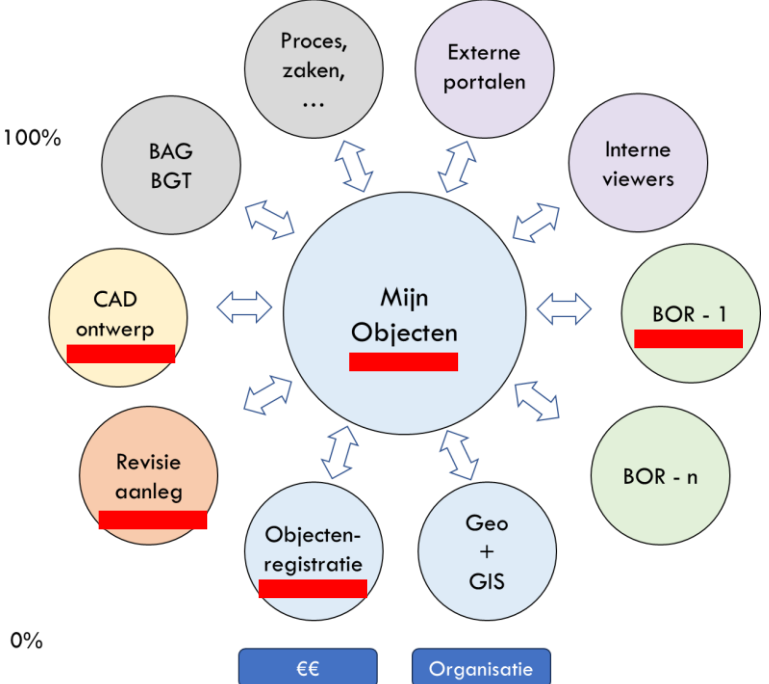 Proces,
zaken,
...
Externe
portalen
100%
BAG
BGT
Interne
viewers
CAD
ontwerp
Mijn
Objecten
BOR - 1
Revisie
aanleg
BOR - n
Objecten-
registratie
Geo
+
GIS
0%
€€
Organisatie